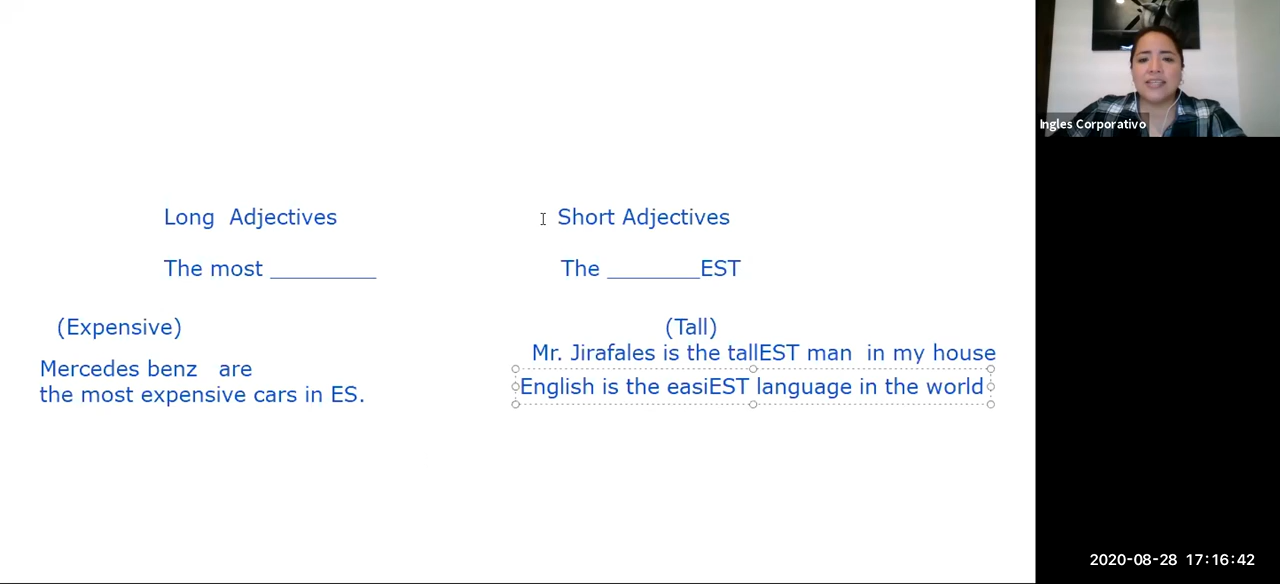 Ingles Corporativo
Long Adjectives
Short Adjectives
The most _________
The ________EST
(Expensive)
(Tall)
Mercedes benz are
the most expensive cars in ES.
Mr. Jirafales is the tallEST man in my house
English is the easiEST language in the world
2020-08-28 17:16:42